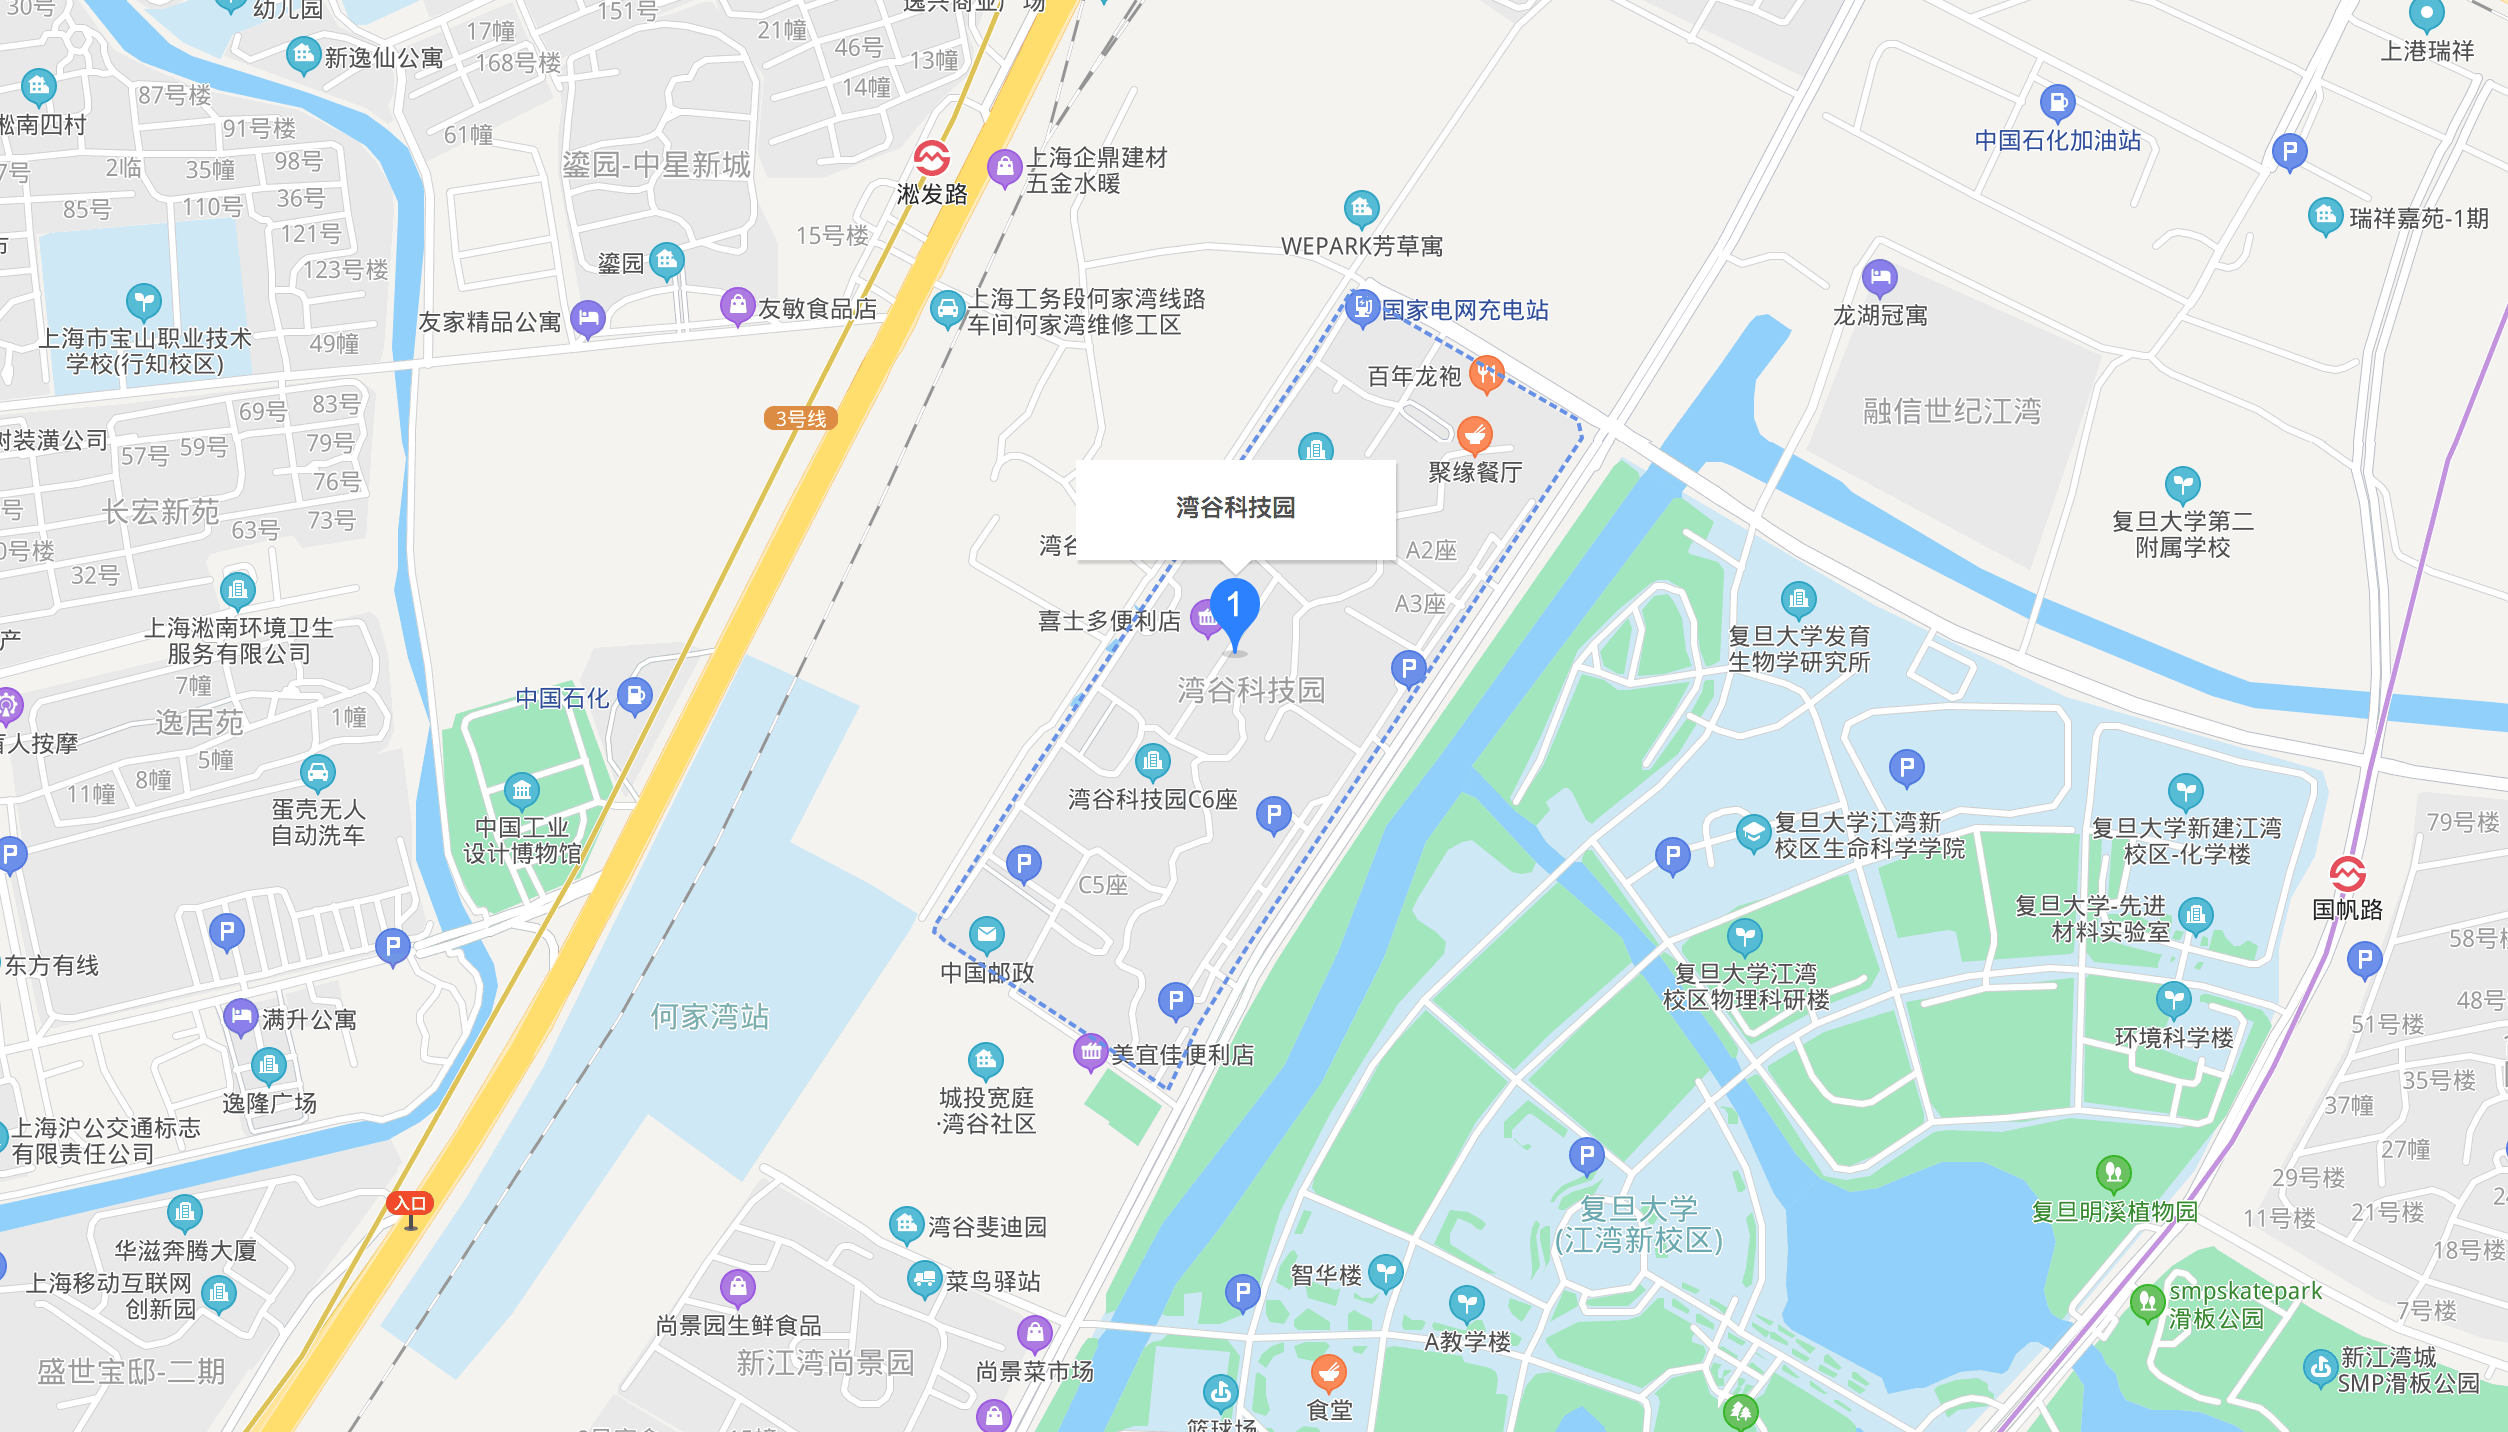 30号
幼儿园
151号
逸兴商业广场
17幢
21幢
46号
13幢
14幢
新逸仙公寓
168号楼
87号楼
淞南四村
91号楼
61幢
上港瑞祥
中国石化加油站
瑞祥嘉苑-1期
7号
2临
35幢
98号
鎏园-中星新城
淞发路
上海企鼎建材
五金水暖
36号
85号
110号
121号
15号楼
WEPARK芳草寓
123号楼
鎏园
上海市宝山职业技术
学校(行知校区)
49幢
友家精品公寓
友敏食品店
上海工务段何家湾线路
车间何家湾维修工区
国家电网充电站
龙湖冠寓
百年龙袍
融信世纪江湾
69号
83号
3号线
树装潢公司
57号
59号
79号
聚缘餐厅
76号
湾谷科技园
长宏新苑
63号
73号
号
复旦大学第二
附属学校
湾谷
A2座
0号楼
32号
A3座
喜士多便利店
1
上海淞南环境卫生
服务有限公司
产
复旦大学发育
生物学研究所
7幢
中国石化
湾谷科技园
逸居苑
1幢
盲人按摩
5幢
8幢
11幢
蛋壳无人
自动洗车
湾谷科技园C6座
中国工业
设计博物馆
复旦大学江湾新
校区生命科学学院
复旦大学新建江湾
校区-化学楼
79号楼
C5座
国帆路
复旦大学-先进
材料实验室
58号楼
东方有线
中国邮政
复旦大学江湾
校区物理科研楼
何家湾站
48号
满升公寓
51号楼
环境科学楼
美宜佳便利店
35号楼
逸隆广场
城投宽庭
·湾谷社区
37幢
上海沪公交通标志
有限责任公司
27幢
29号楼
入口
复旦大学
(江湾新校区)
复旦明溪植物园
11号楼
21号楼
湾谷斐迪园
华滋奔腾大厦
18号楼
上海移动互联网
创新园
菜鸟驿站
智华楼
smpskatepark
滑板公园
7号楼
尚景园生鲜食品
A教学楼
新江湾尚景园
尚景菜市场
盛世宝邸-二期
新江湾城
SMP滑板公园
食堂
篮球场